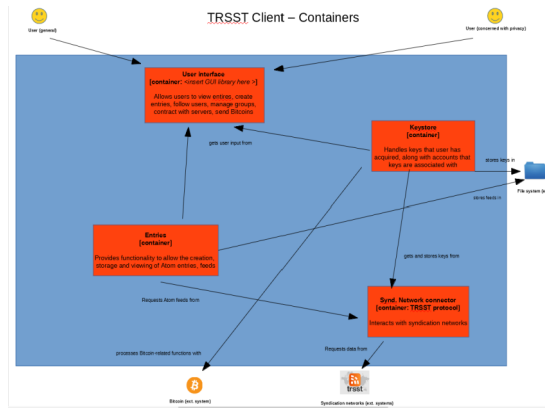 TRSST Client – Containers
User (general)
User (concerned with privacy)
User interface
[container: <insert GUI library here >]
Allows users to view entires, create
entries, follow users, manage groups,
contract with servers, send Bitcoins
Keystore
[container]
Handles keys that user has
acquired, along with accounts that
keys are associated with
gets user input from
stores keys in
File system (e
store feeds in
Entries
[container]
Provides functionality to allow the creation,
storage and viewing of Atom entries, feeds
gets and stores keys from
Synd. Network connector
[container: TRSST protocol]
Interacts with syndication networks
Requests Atom feeds from
Requests data from
processes Bitcoin related functions with
trsst
Bitcoin (ext. system)
Syndication networks (ext. systems)